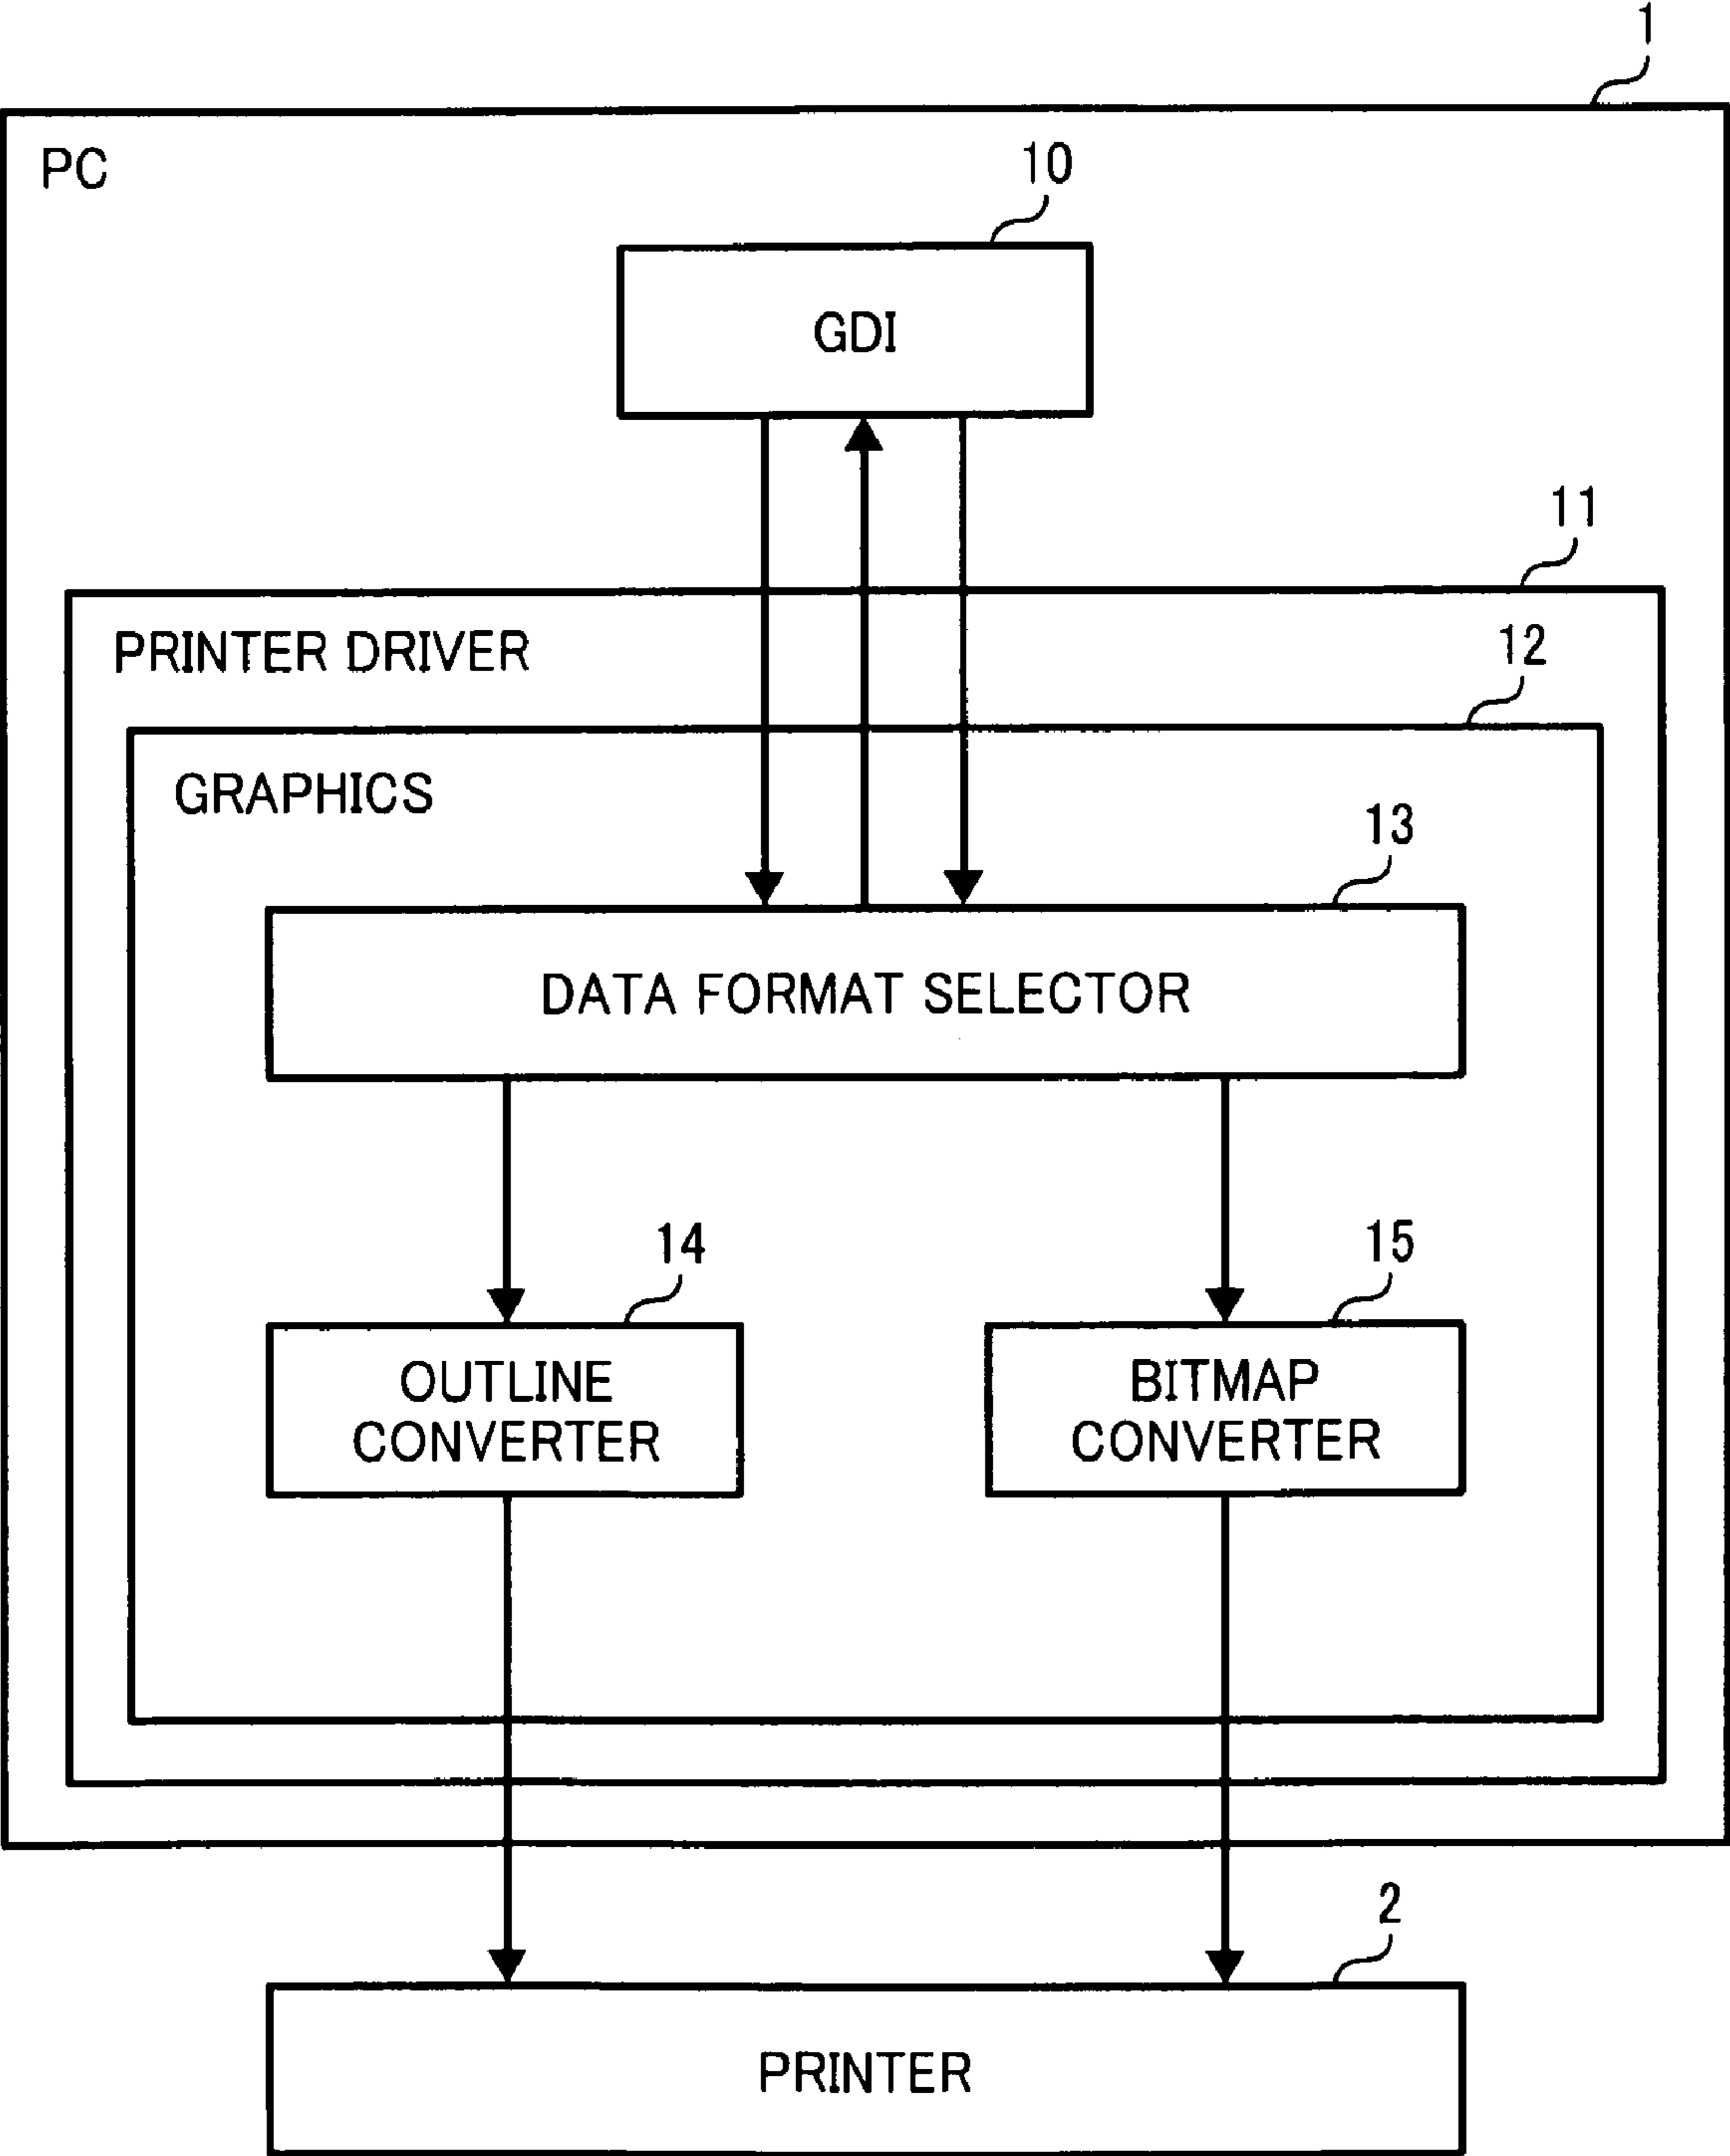 1
PC
10
GDI
11
PRINTER DRIVER
12
GRAPHICS
13
DATA FORMAT SELECTOR
14
15
OUTLINE
CONVERTER
BITMAP
CONVERTER
2
PRINTER